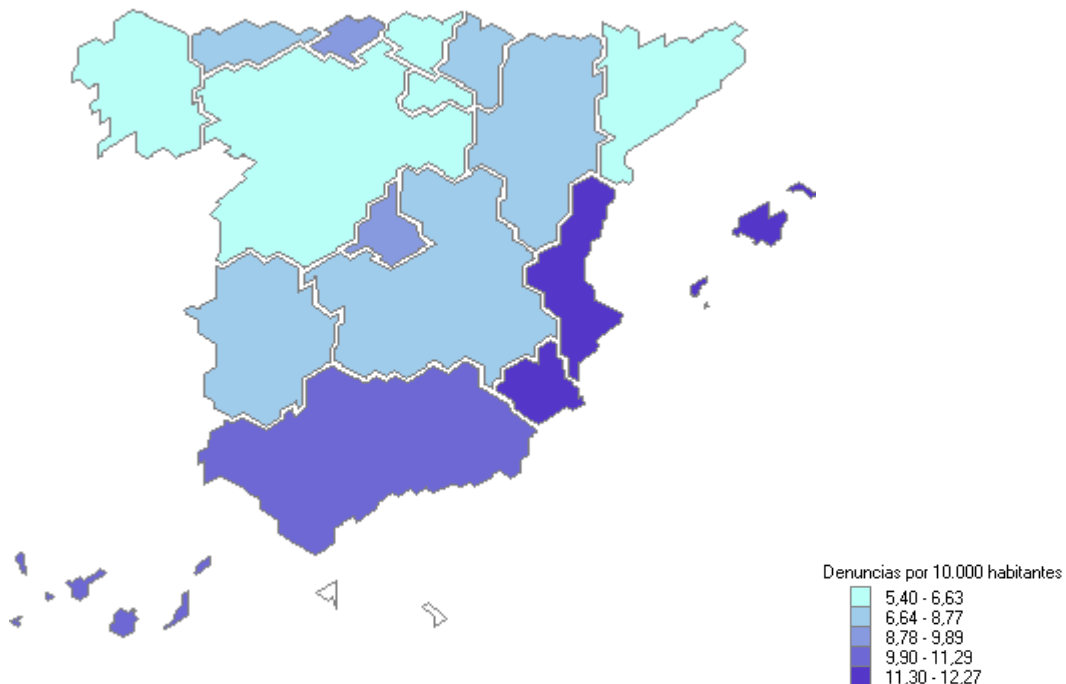 Denuncias por 10.000 habitantes
5,40 - 6,63
6,64 - 8,77
8,78 - 9,89
9,90 - 11,29
11,30 - 12,27